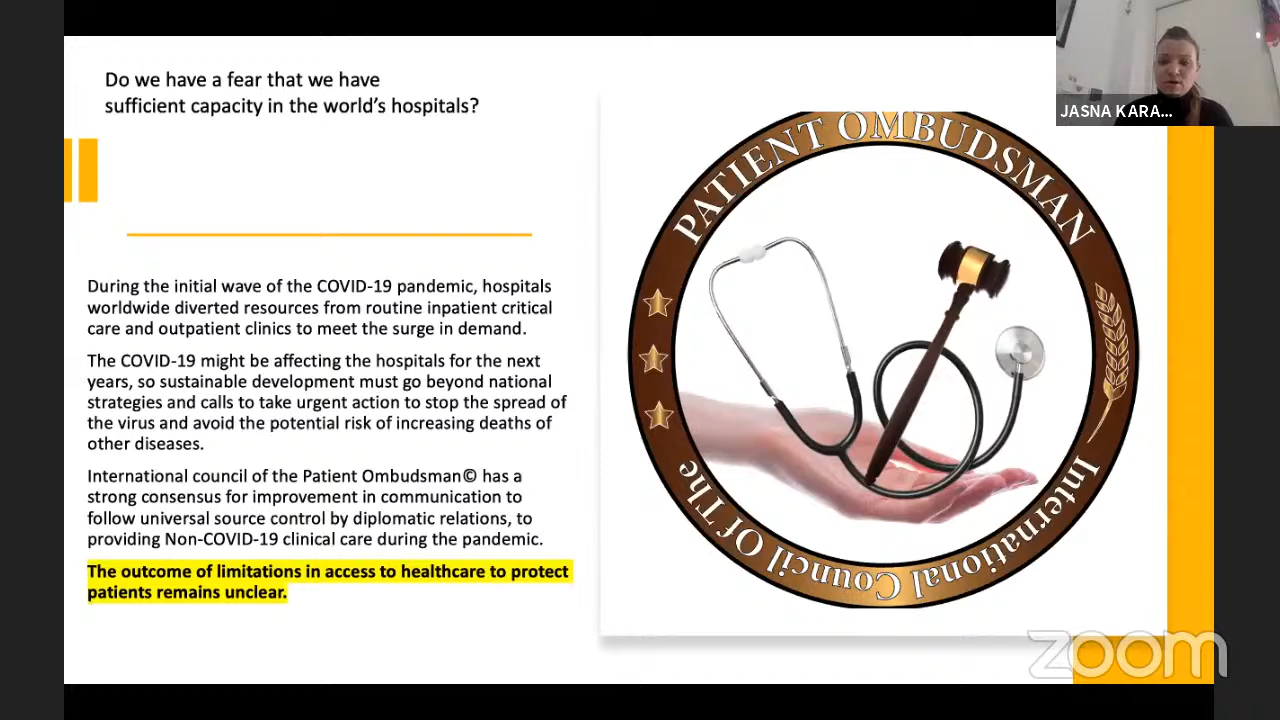 Do we have a fear that we have
sufficient capacity in the world's hospitals?
JASNA KARA...
PATIENT OMBUDSMAN
International Council Of The
During the initial wave of the COVID-19 pandemic, hospitals
worldwide diverted resources from routine inpatient critical
care and outpatient clinics to meet the surge in demand.
The COVID-19 might be affecting the hospitals for the next
years, so sustainable development must go beyond national
strategies and calls to take urgent action to stop the spread of
the virus and avoid the potential risk of increasing deaths of
other diseases.
International council of the Patient Ombudsman© has a
strong consensus for improvement in communication to
follow universal source control by diplomatic relations, to
providing Non-COVID-19 clinical care during the pandemic.
The outcome of limitations in access to healthcare to protect
patients remains unclear.
zoom